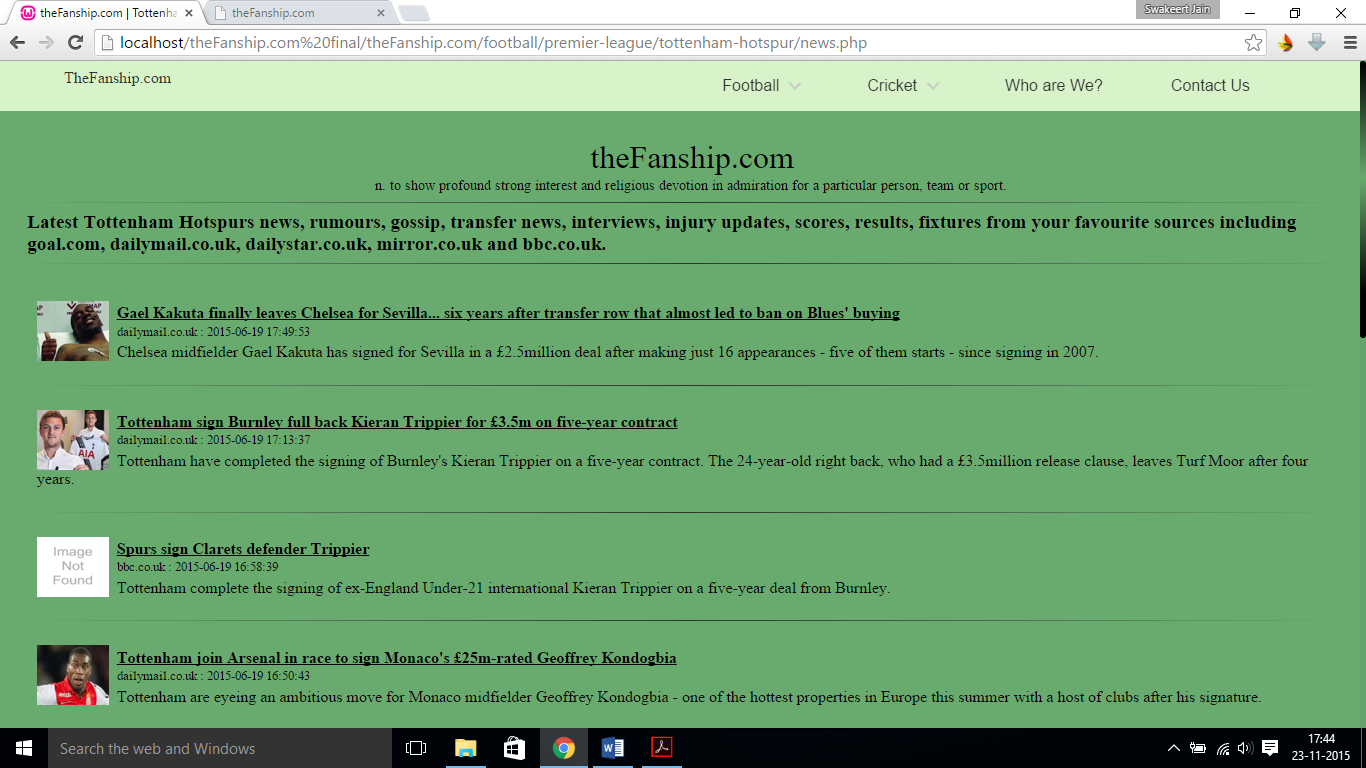 theFanship.com | Tottenha
theFanship.com
Swakeert Jain
localhost/theFanship.com%20final/theFanship.com/football/premier-league/tottenham-hotspur/news.php
TheFanship.com
Football
Cricket
Who are We?
Contact Us
theFanship.com
n. to show profound strong interest and religious devotion in admiration for a particular person, team or sport.
Latest Tottenham Hotspurs news, rumours, gossip, transfer news, interviews, injury updates, scores, results, fixtures from your favourite sources including
goal.com, dailymail.co.uk, dailystar.co.uk, mirror.co.uk and bbc.co.uk.
Gael Kakuta finally leaves Chelsea for Sevilla... six years after transfer row that almost led to ban on Blues' buying
dailymail.co.uk : 2015-06-19 17:49:53
Chelsea midfielder Gael Kakuta has signed for Sevilla in a £2.5million deal after making just 16 appearances - five of them starts - since signing in 2007.
AIA
Tottenham sign Burnley full back Kieran Trippier for £3.5m on five-year contract
dailymail.co.uk : 2015-06-19 17:13:37
Tottenham have completed the signing of Burnley's Kieran Trippier on a five-year contract. The 24-year-old right back, who had a £3.5million release clause, leaves Turf Moor after four
years.
Image
Not
Found
Spurs sign Clarets defender Trippier
bbc.co.uk : 2015-06-19 16:58:39
Tottenham complete the signing of ex-England Under-21 international Kieran Trippier on a five-year deal from Burnley.
Tottenham join Arsenal in race to sign Monaco's £25m-rated Geoffrey Kondogbia
dailymail.co.uk : 2015-06-19 16:50:43
Tottenham are eyeing an ambitious move for Monaco midfielder Geoffrey Kondogbia - one of the hottest properties in Europe this summer with a host of clubs after his signature.
Search the web and Windows
17:44
23-11-2015